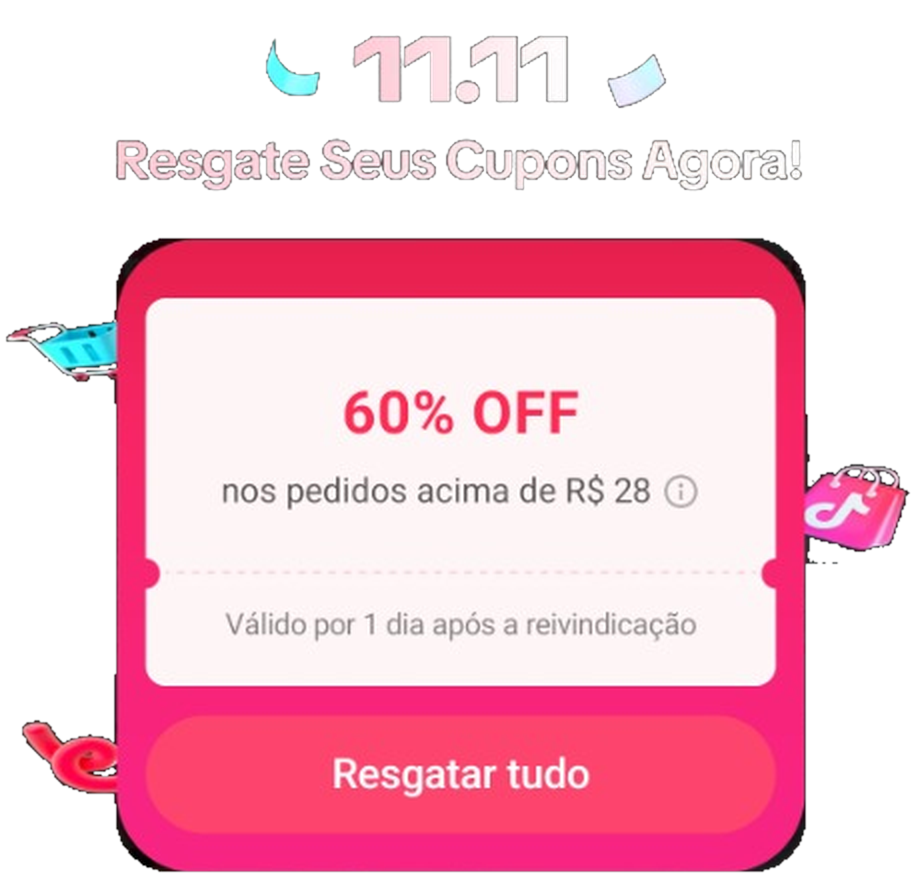 11.11
Resgate Seus Cupons Agora!
60% OFF
nos pedidos acima de R$ 28
Válido por 1 dia após a reivindicação
Resgatar tudo